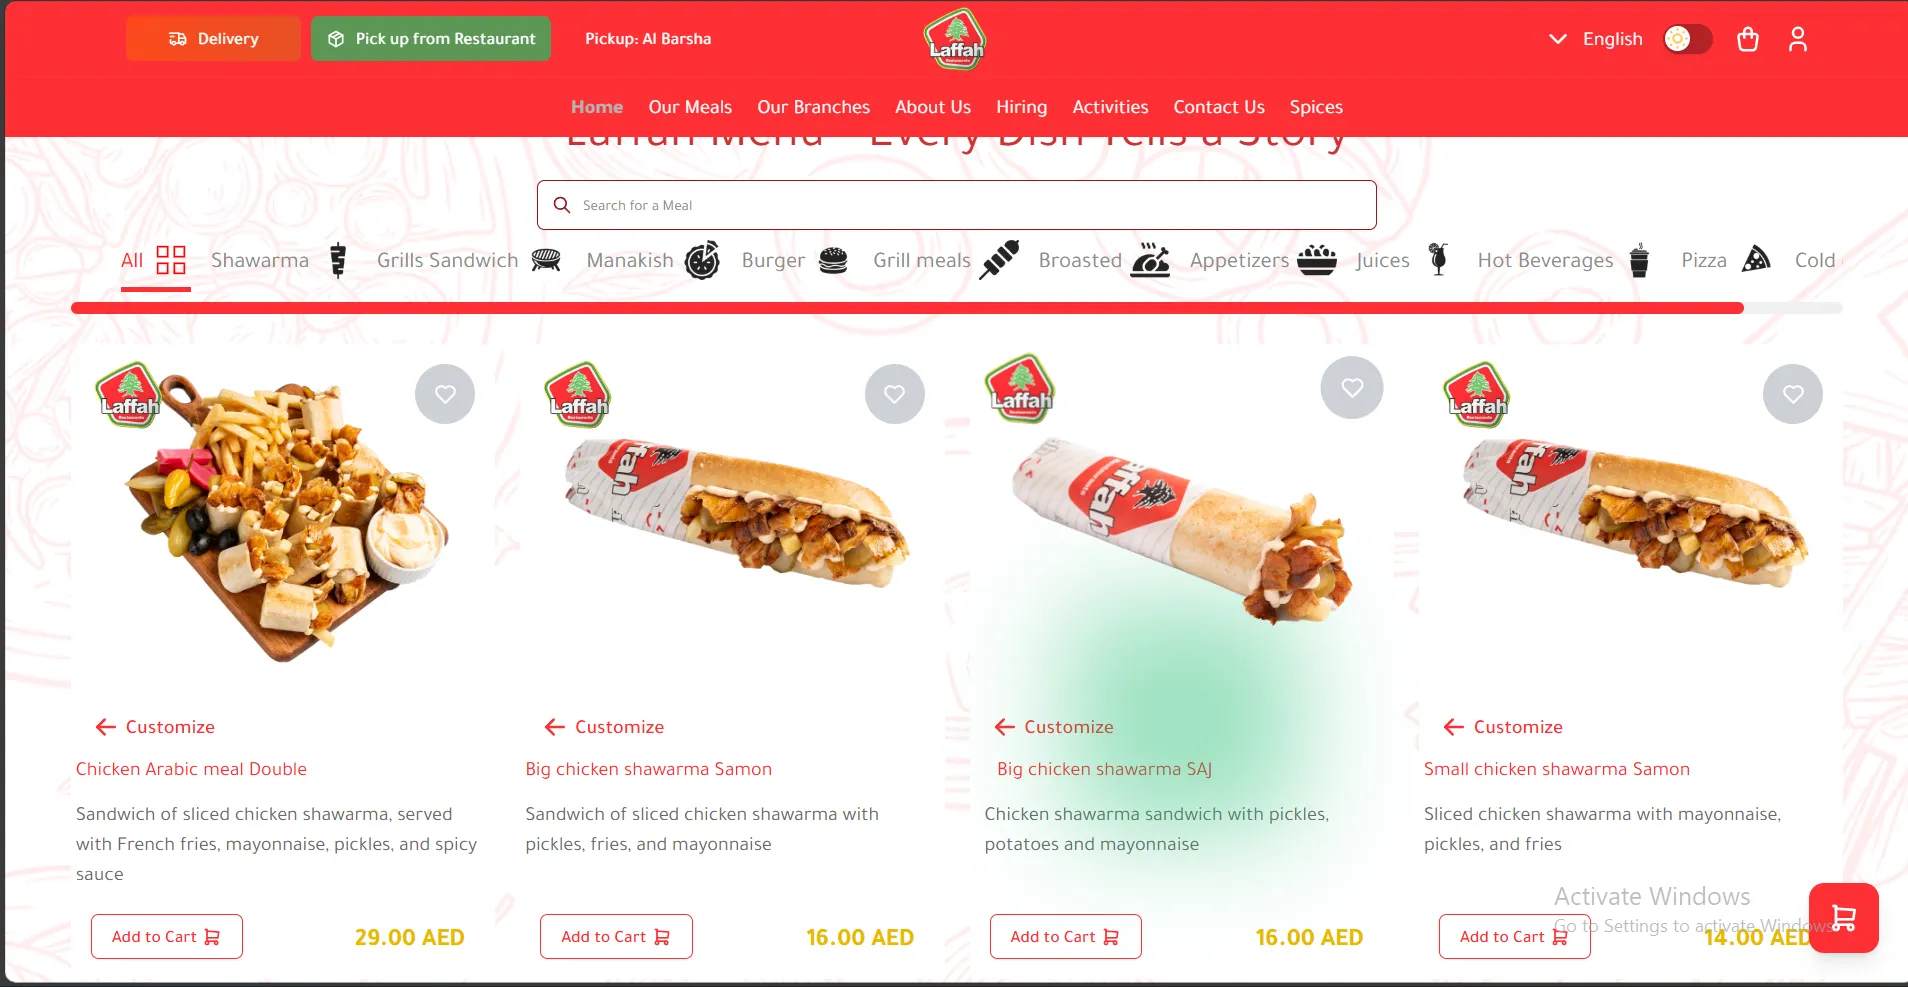 Delivery
Pick up from Restaurant
Pickup: Al Barsha
Laffah
Restaurants
English
Home Our Meals Our Branches About Us Hiring Activities Contact Us Spices
Laffah Menu - Every Dish Tells a Story
Search for a Meal
All Shawarma Grills Sandwich Manakish Burger Grill meals Broasted Appetizers Juices Hot Beverages Pizza Cold
Laffah
Laffah
Laffah
Laffah
Customize
Customize
Customize
Customize
Chicken Arabic meal Double
Big chicken shawarma Samon
Big chicken shawarma SAJ
Small chicken shawarma Samon
Sandwich of sliced chicken shawarma, served
with French fries, mayonnaise, pickles, and spicy
sauce
Sandwich of sliced chicken shawarma with
pickles, fries, and mayonnaise
Chicken shawarma sandwich with pickles,
potatoes and mayonnaise
Sliced chicken shawarma with mayonnaise,
pickles, and fries
Add to Cart 29.00 AED
Add to Cart 16.00 AED
Add to Cart 16.00 AED
Add to Cart 14.00 AED
Activate Windows
Go to Settings to activate Windows.